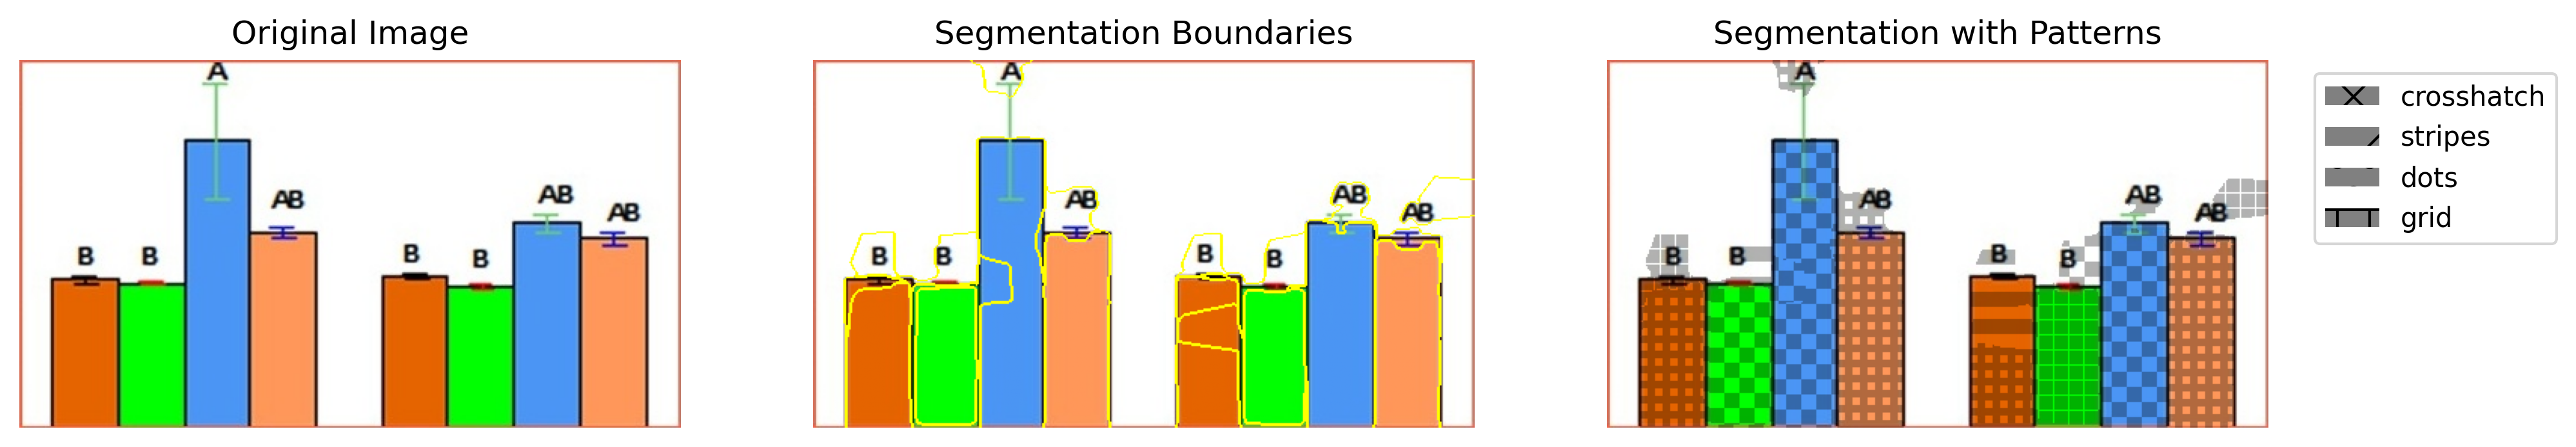 Original Image
A
AB
AB
AB
B
B
B
B
Segmentation Boundaries
A
AB
AB
AB
B
B
B
B
Segmentation with Patterns
A
AB
AB
AB
B
B
B
B
crosshatch
stripes
dots
grid